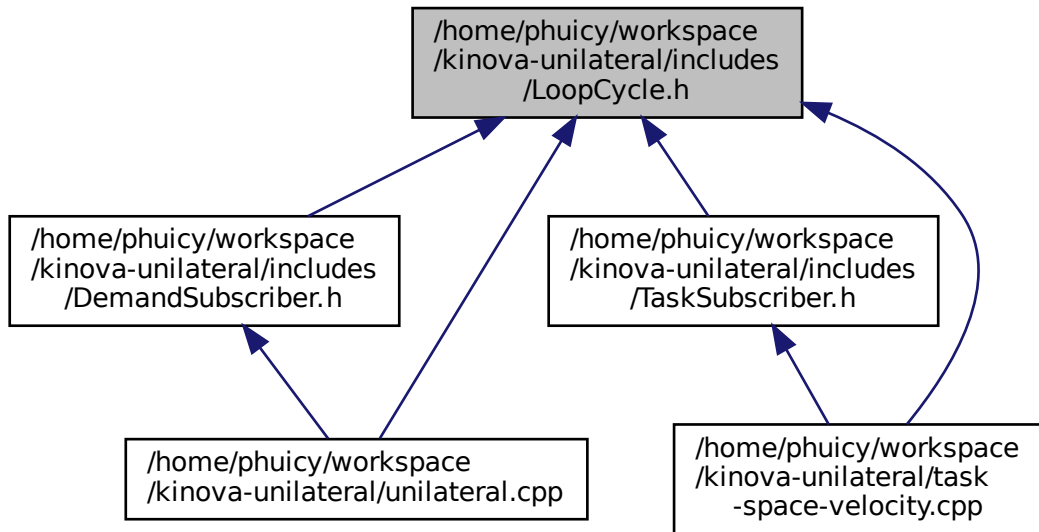 /home/phuicy/workspace
/kinova-unilateral/includes
/LoopCycle.h
/home/phuicy/workspace
/kinova-unilateral/includes
/DemandSubscriber.h
/home/phuicy/workspace
/kinova-unilateral/includes
/TaskSubscriber.h
/home/phuicy/workspace
/kinova-unilateral/unilateral.cpp
/home/phuicy/workspace
/kinova-unilateral/task
-space-velocity.cpp